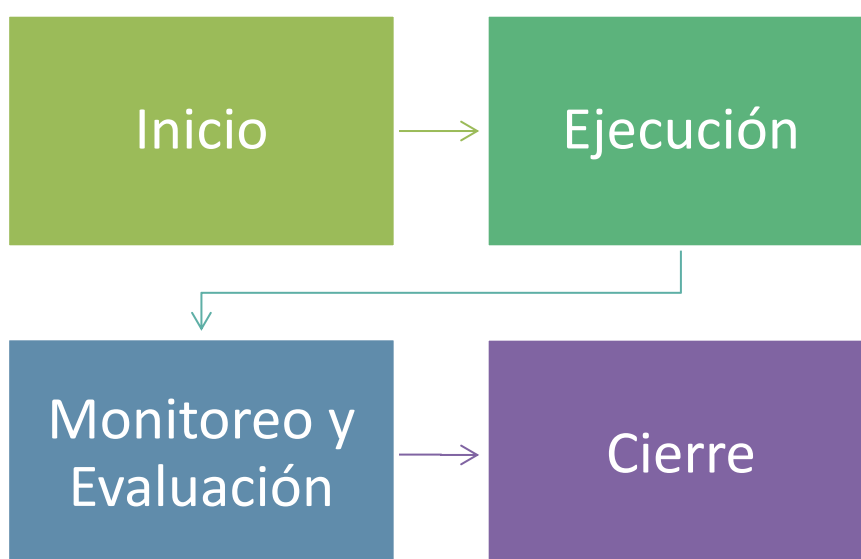 Inicio
Ejecución
Monitoreo y
Evaluación
Cierre